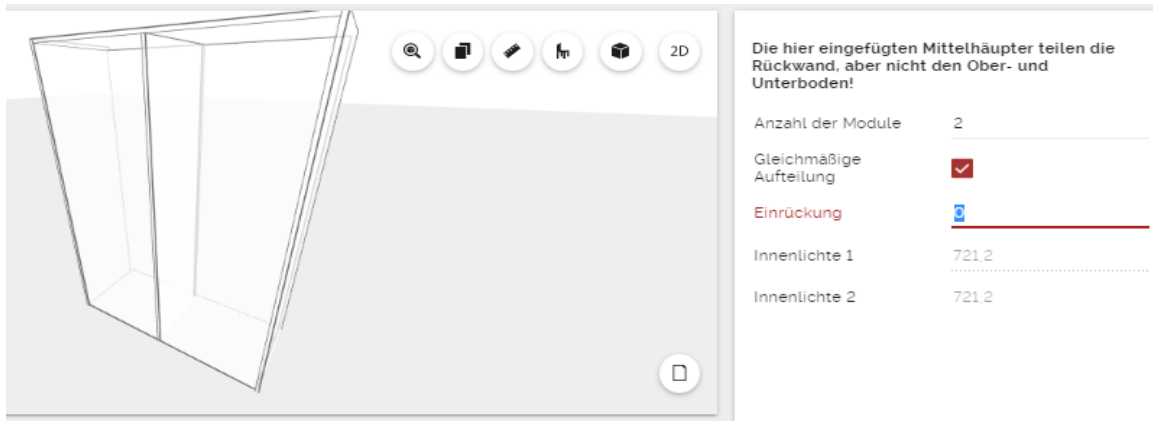 2D
Die hier eingefügten Mittelhäupter teilen die
Rückwand, aber nicht den Ober- und
Unterboden!
Anzahl der Module 2
Gleichmäßige
Aufteilung
Einrückung 0
Innenlichte 1 721,2
Innenlichte 2 721,2